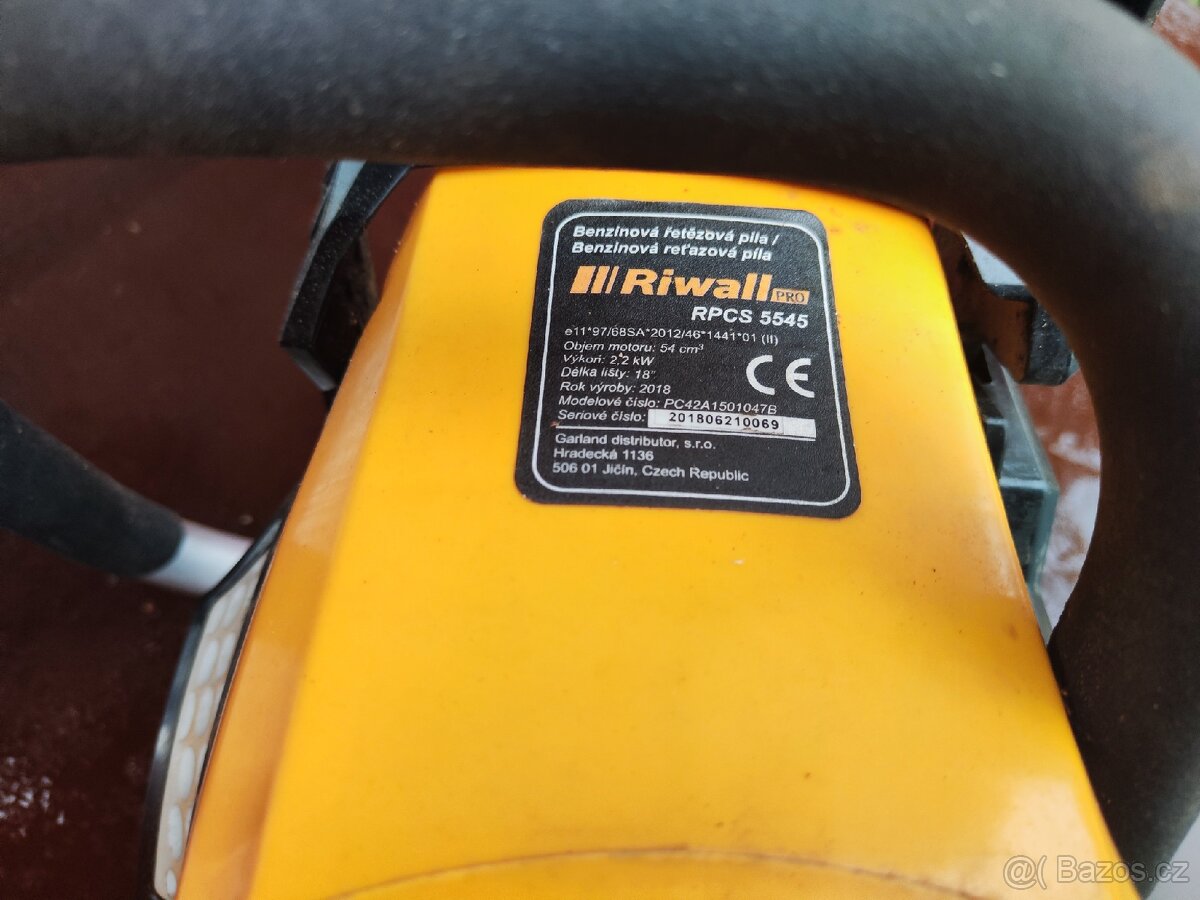 Benzínová řetězová pila /
Benzínová reťazová píla
Riwall PRO
RPCS 5545
e11*97/68SA*2012/46*1441*01 (II)
Objem motoru: 54 cm³
Výkon: 2,2 kW
Délka lišty: 18"
Rok výroby: 2018
Modelové číslo: PC42A1501047B
Seriové číslo: 201806210069
CE
Garland distributor, s.r.o.
Hradecká 1136
506 01 Jičín, Czech Republic
@( Bazos.cz